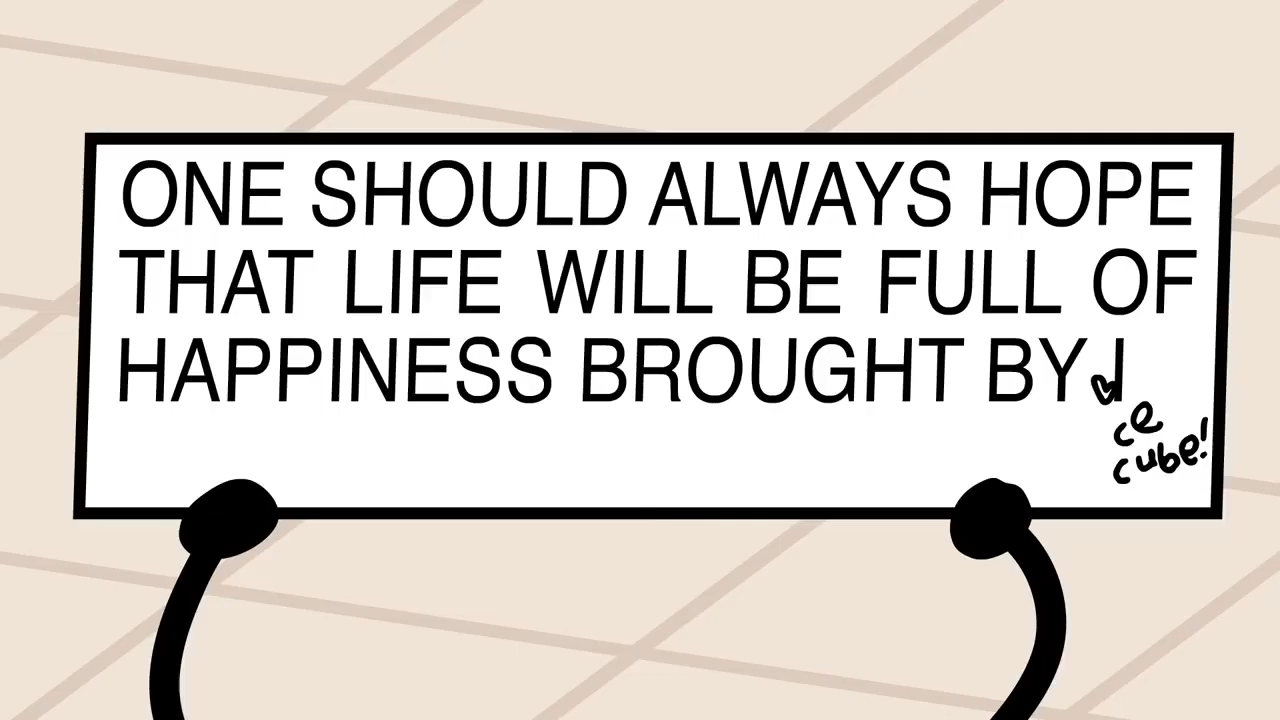 ONE SHOULD ALWAYS HOPE
THAT LIFE WILL BE FULL OF
HAPPINESS BROUGHT BY I
ce
cube!